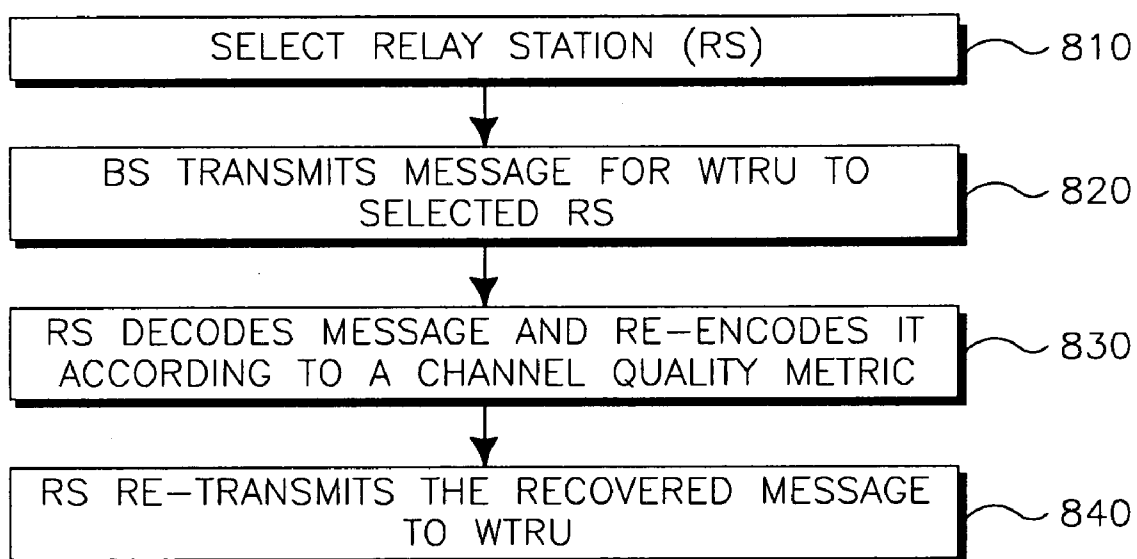 SELECT RELAY STATION (RS)
810
BS TRANSMITS MESSAGE FOR WTRU TO
SELECTED RS
820
RS DECODES MESSAGE AND RE-ENCODES IT
ACCORDING TO A CHANNEL QUALITY METRIC
830
RS RE-TRANSMITS THE RECOVERED MESSAGE
TO WTRU
840